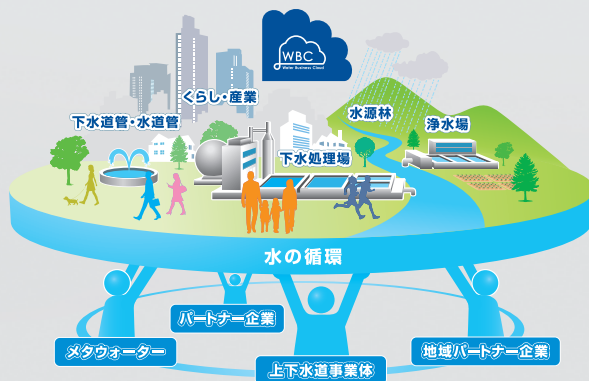 WBC
Water Business Cloud
くらし・産業
下水道管・水道管
水源林
浄水場
下水処理場
水の循環
パートナー企業
メタウォーター
上下水道事業体
地域パートナー企業